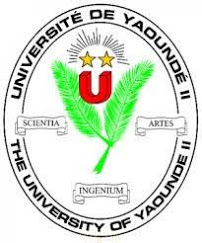 UNIVERSITÉ DE YAOUNDÉ II
U
SCIENTIA
ARTES
INGENIUM
THE UNIVERSITY OF YAOUNDE II